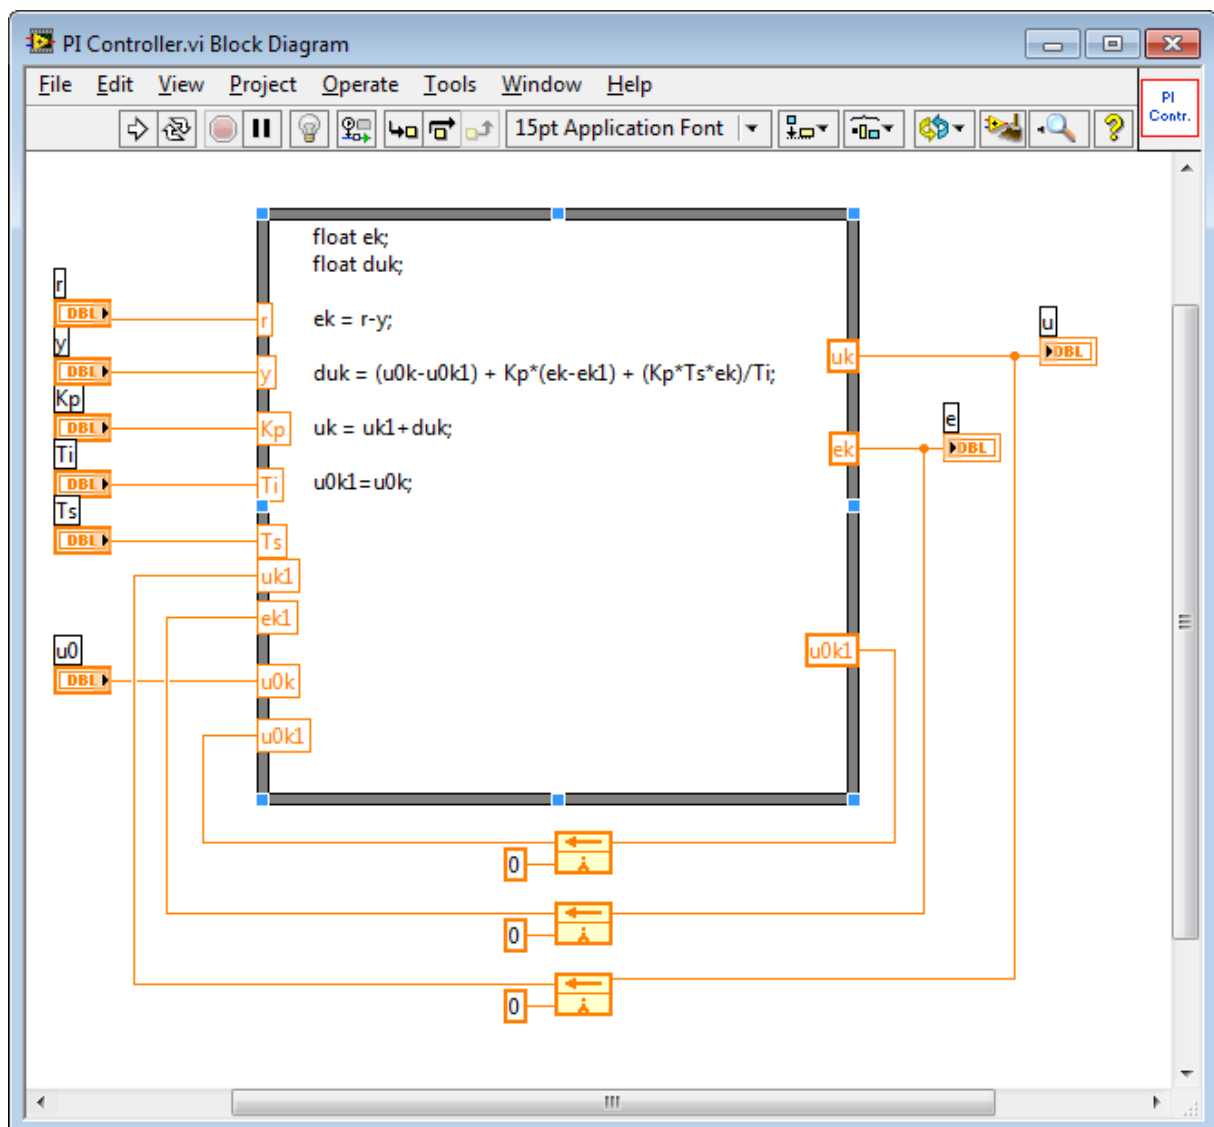 PI Controller.vi Block Diagram
File Edit View Project Operate Tools Window Help
PI
Contr.
15pt Application Font
float ek;
float duk;
r
DBL
r
ek = r-y;
u
DBL
uk
y
DBL
y
duk = (u0k-u0k1) + Kp*(ek-ek1) + (Kp*Ts*ek)/Ti;
Kp
DBL
Kp
uk = uk1+duk;
e
DBL
ek
Ti
DBL
Ti
u0k1=u0k;
Ts
DBL
Ts
uk1
ek1
u0
DBL
u0k
u0k1
u0k1
0
0
0